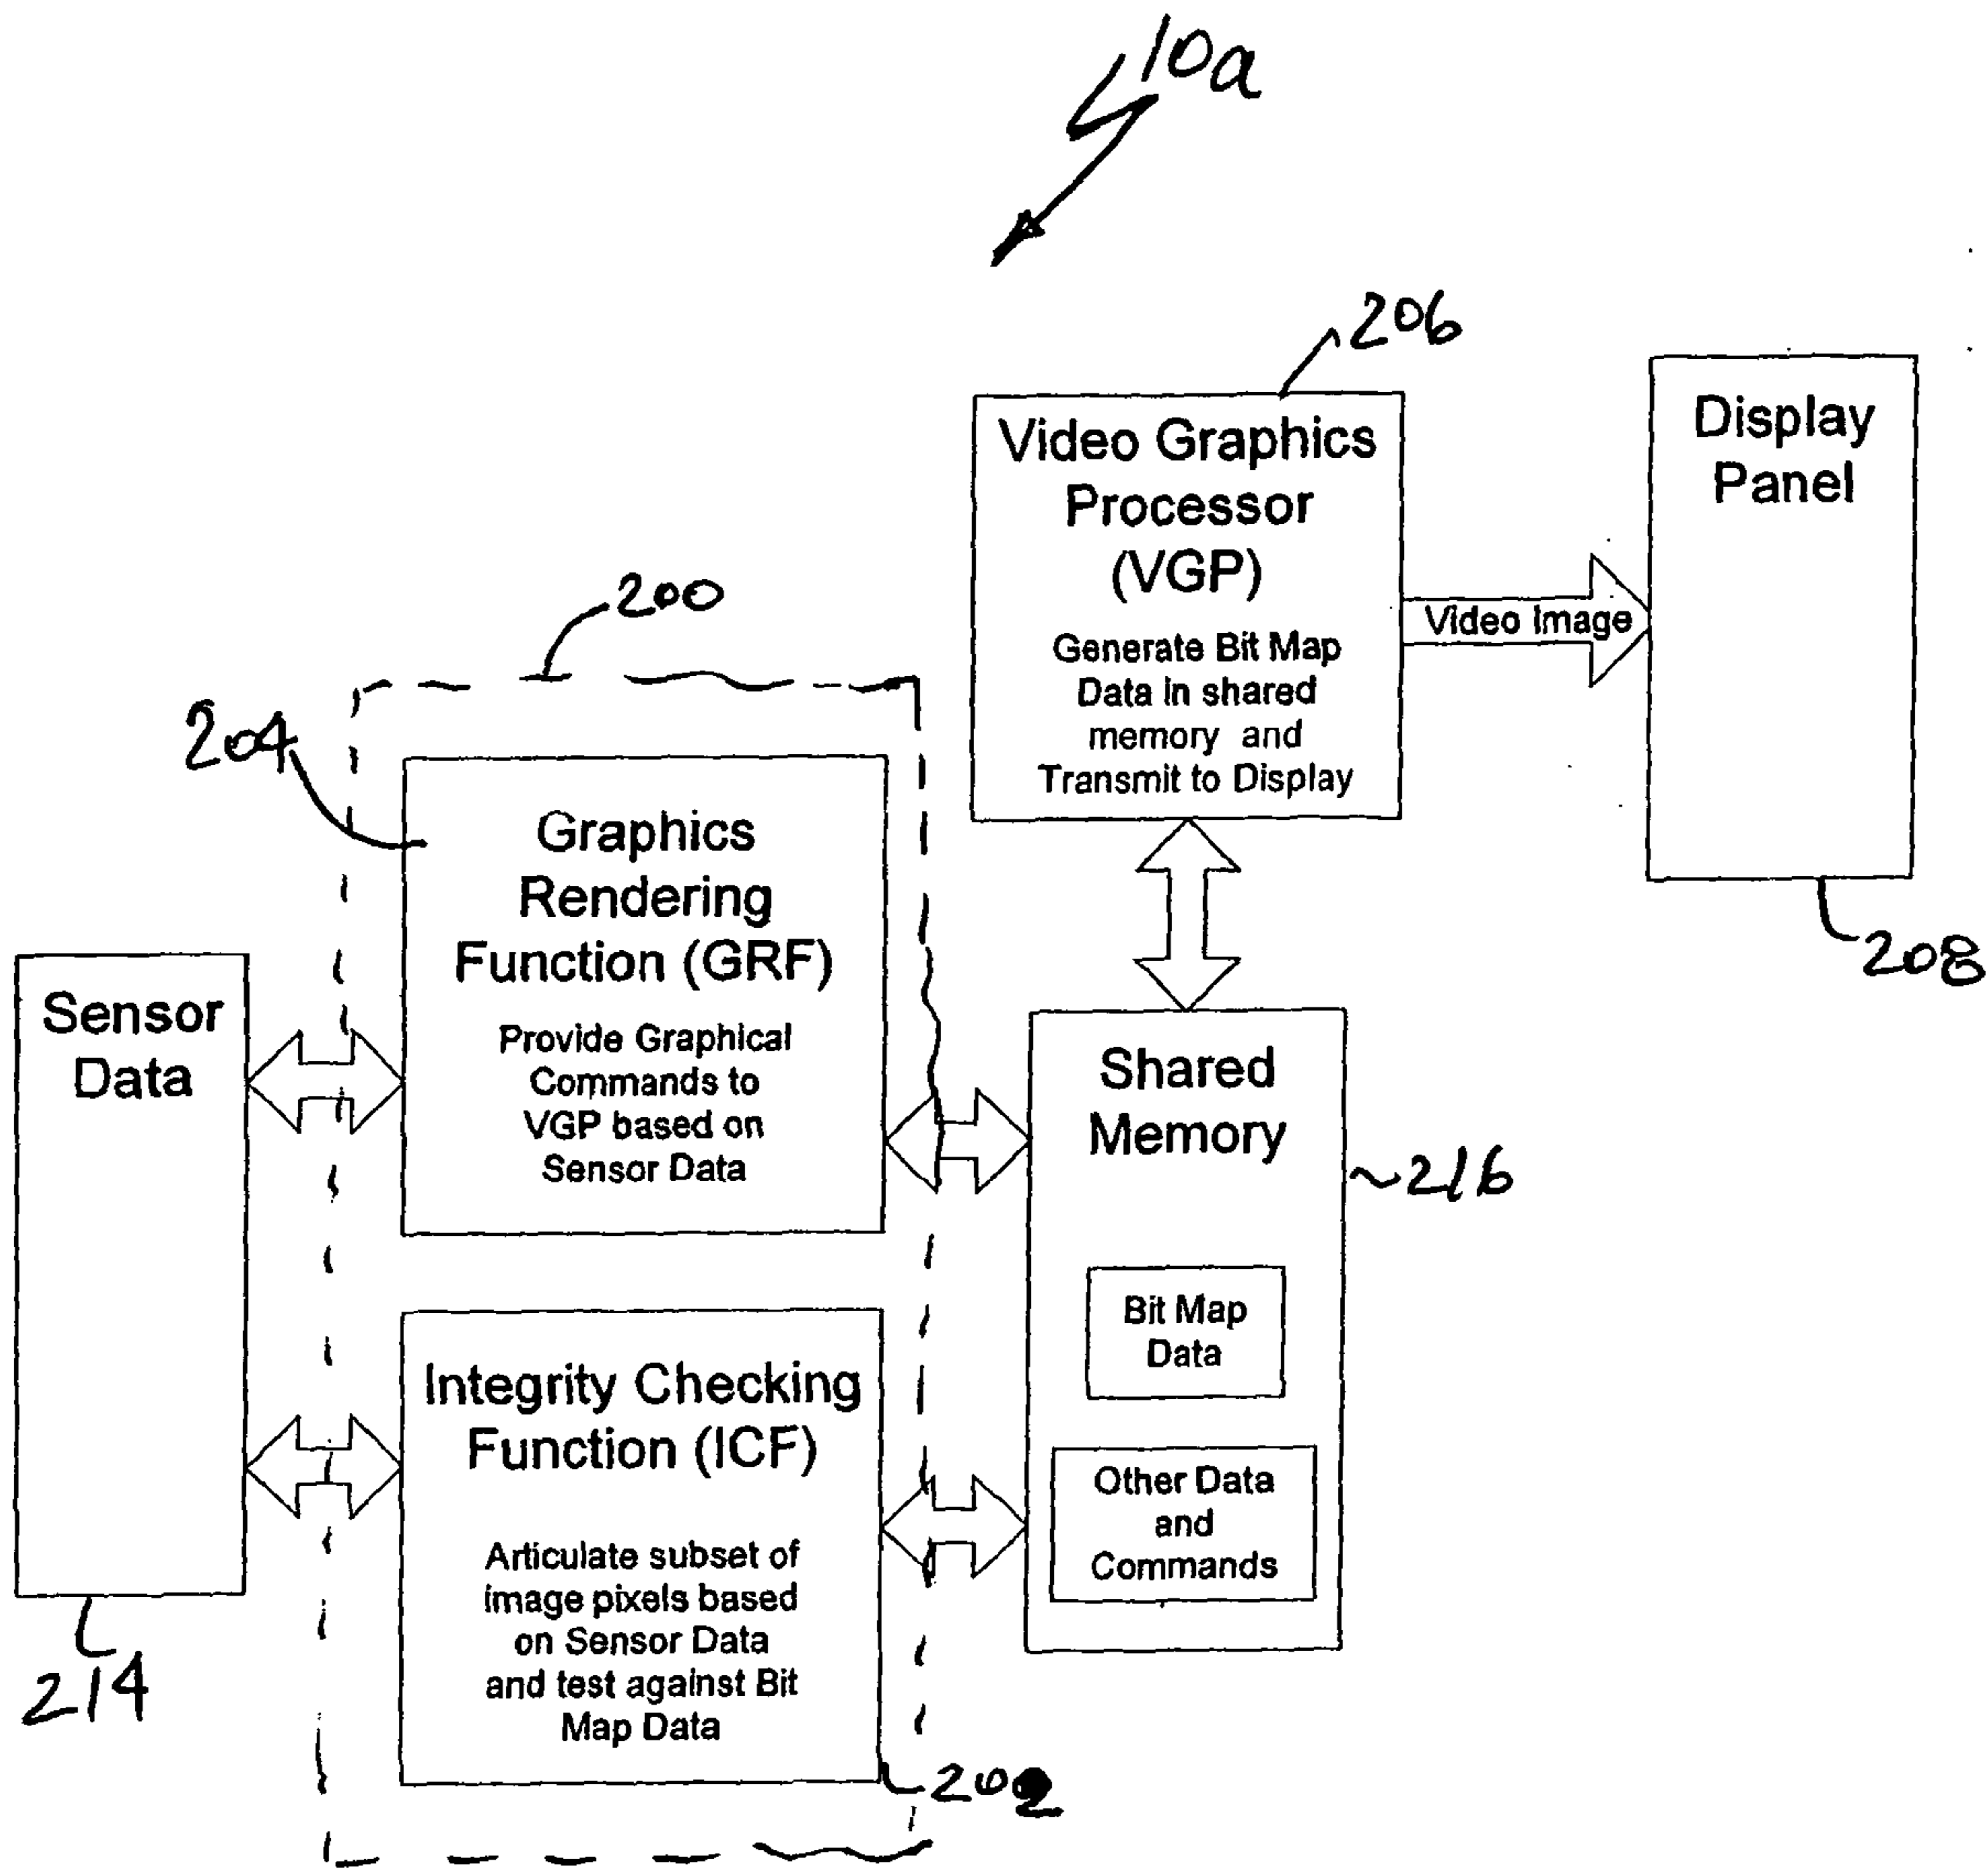 10a
206
Video Graphics
Processor
(VGP)
Generate Bit Map
Data in shared
memory and
Transmit to Display
Video Image
Display
Panel
208
200
204
Graphics
Rendering
Function (GRF)
Provide Graphical
Commands to
VGP based on
Sensor Data
Sensor
Data
214
Integrity Checking
Function (ICF)
Articulate subset of
image pixels based
on Sensor Data
and test against Bit
Map Data
202
Shared
Memory
216
Bit Map
Data
Other Data
and
Commands